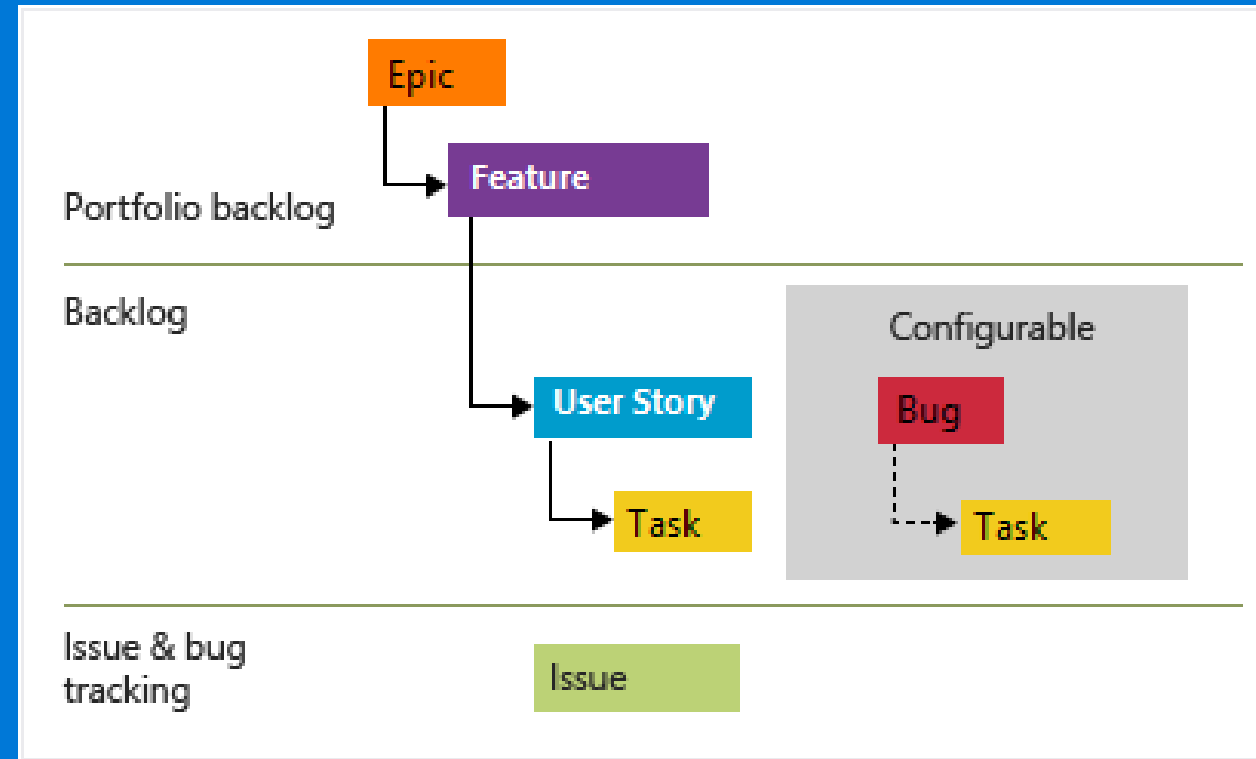 Epic
Feature
Portfolio backlog
Backlog
Configurable
User Story
Bug
Task
Task
Issue & bug
tracking
Issue